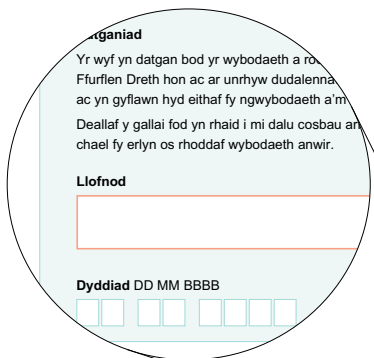 Yr wyf yn datgan bod yr wybodaeth a
Ffurflen Dreth hon ac ar unrhyw
ac yn gyflawn hyd eithaf fy ngwybodaeth a'm
Deallaf y gallai fod yn rhaid i mi dalu cosbau
chael fy erlyn os rhoddaf wybodaeth anwir.
Llofnod
Dyddiad DD MM BBBB